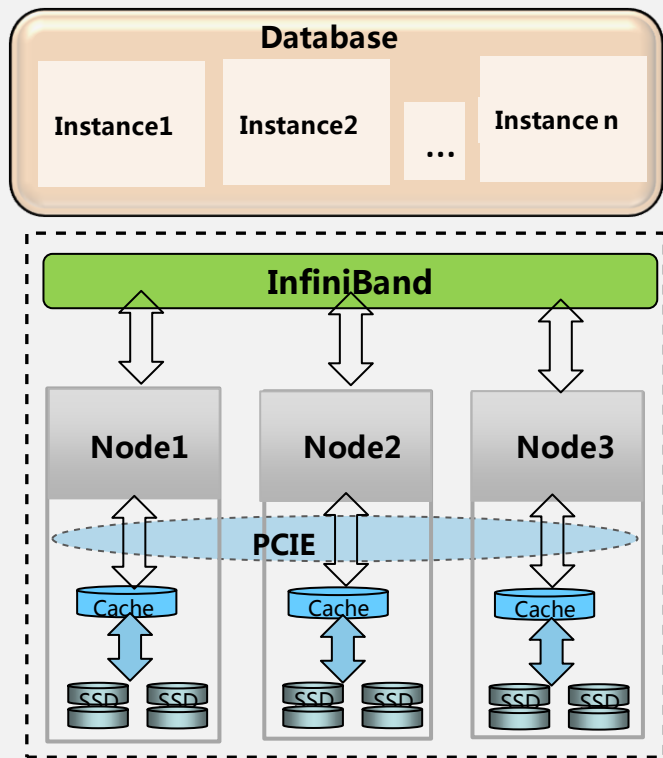 Database
Instance1
Instance2
...
Instance n
InfiniBand
Node1
Node2
Node3
PCIE
Cache
Cache
Cache
SSD
SSD
SSD
SSD
SSD
SSD